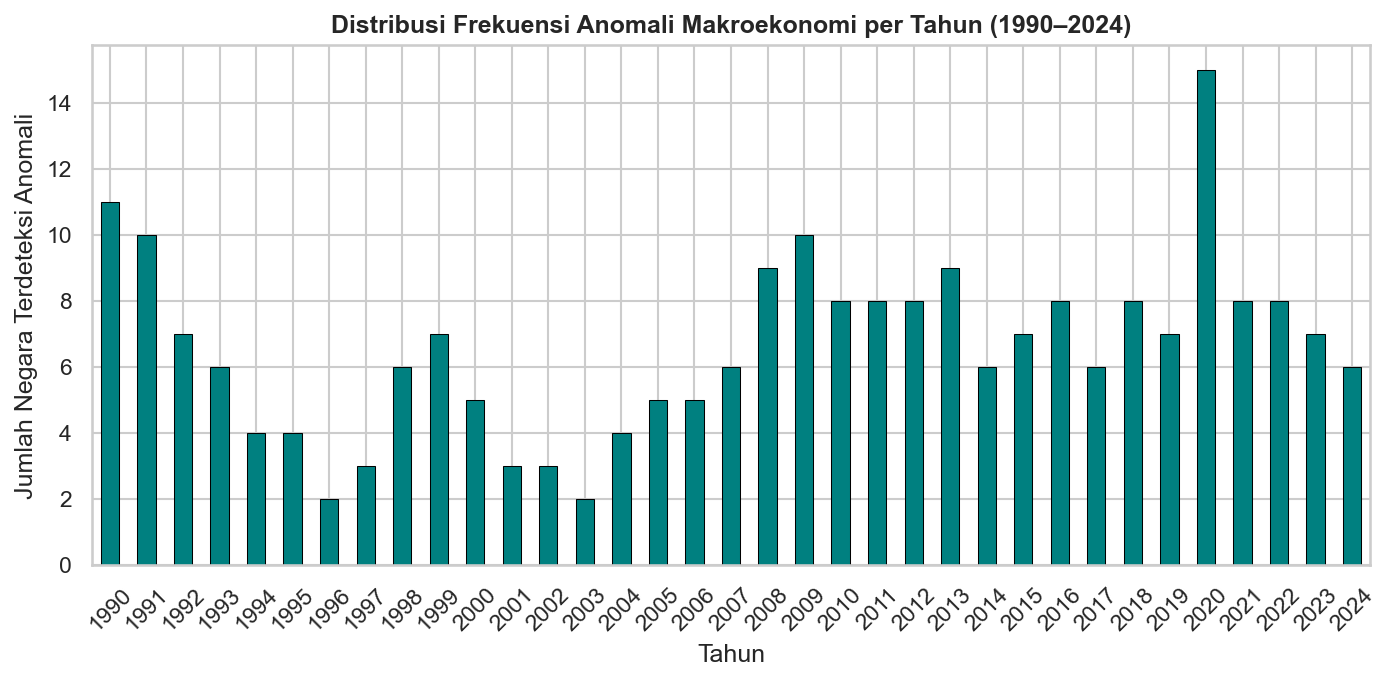 Distribusi Frekuensi Anomali Makroekonomi per Tahun (1990–2024)
Jumlah Negara Terdeteksi Anomali
14
12
10
8
6
4
2
0
1990 1991 1992 1993 1994 1995 1996 1997 1998 1999 2000 2001 2002 2003 2004 2005 2006 2007 2008 2009 2010 2011 2012 2013 2014 2015 2016 2017 2018 2019 2020 2021 2022 2023 2024
Tahun